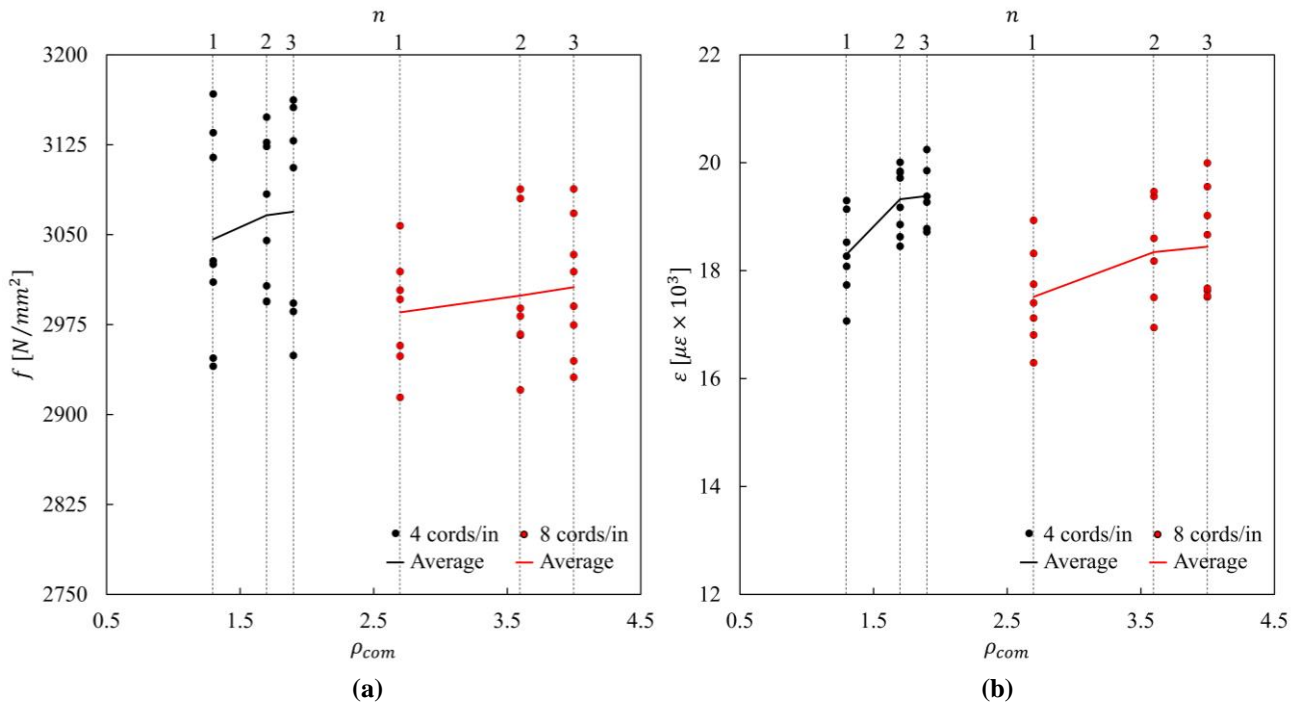 n
1 2 3 1 2 3
3200
3125
3050
2975
2900
2825
2750
f [N/mm²]
4 cords/in 8 cords/in
Average Average
0.5 1.5 2.5 3.5 4.5
ρcom
(a)
n
1 2 3 1 2 3
22
20
18
16
14
12
ε [με × 10³]
4 cords/in 8 cords/in
Average Average
0.5 1.5 2.5 3.5 4.5
ρcom
(b)